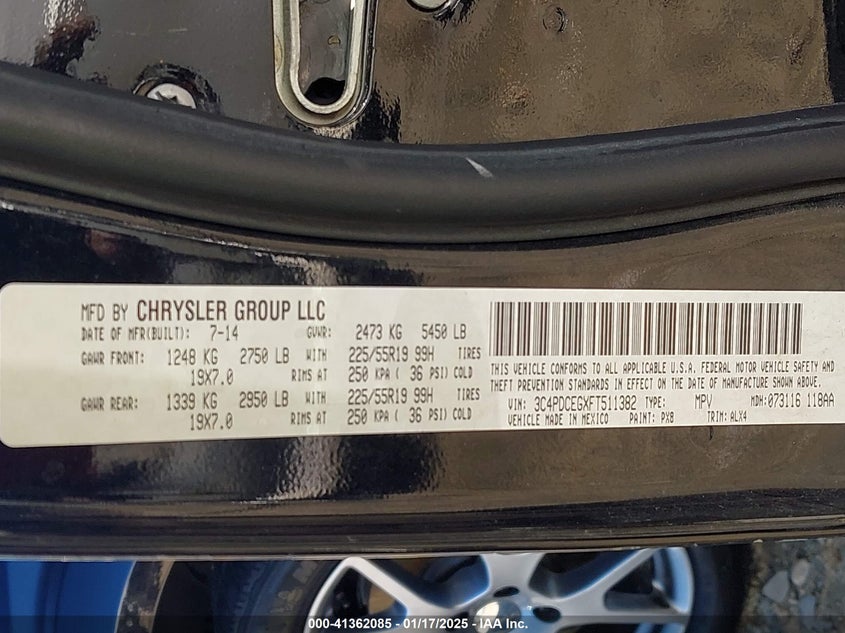 MFD BY CHRYSLER GROUP LLC
DATE OF MFR(BUILT): 7-14 GVWR: 2473 KG 5450 LB
GAWR FRONT: 1248 KG 2750 LB WITH 225/55R19 99H TIRES
19X7.0 RIMS AT 250 KPA ( 36 PSI) COLD
GAWR REAR: 1339 KG 2950 LB WITH 225/55R19 99H TIRES
19X7.0 RIMS AT 250 KPA ( 36 PSI) COLD
THIS VEHICLE CONFORMS TO ALL APPLICABLE U.S.A. FEDERAL MOTOR VEHICLE SAFETY AND
THEFT PREVENTION STANDARDS IN EFFECT ON THE DATE OF MANUFACTURE SHOWN ABOVE.
VIN: 3C4PDCEGXFT511382 TYPE: MPV MDH: 073116 118AA
VEHICLE MADE IN MEXICO PAINT: PX8 TRIM: ALX4
000-41362085 - 01/17/2025 - IAA Inc.